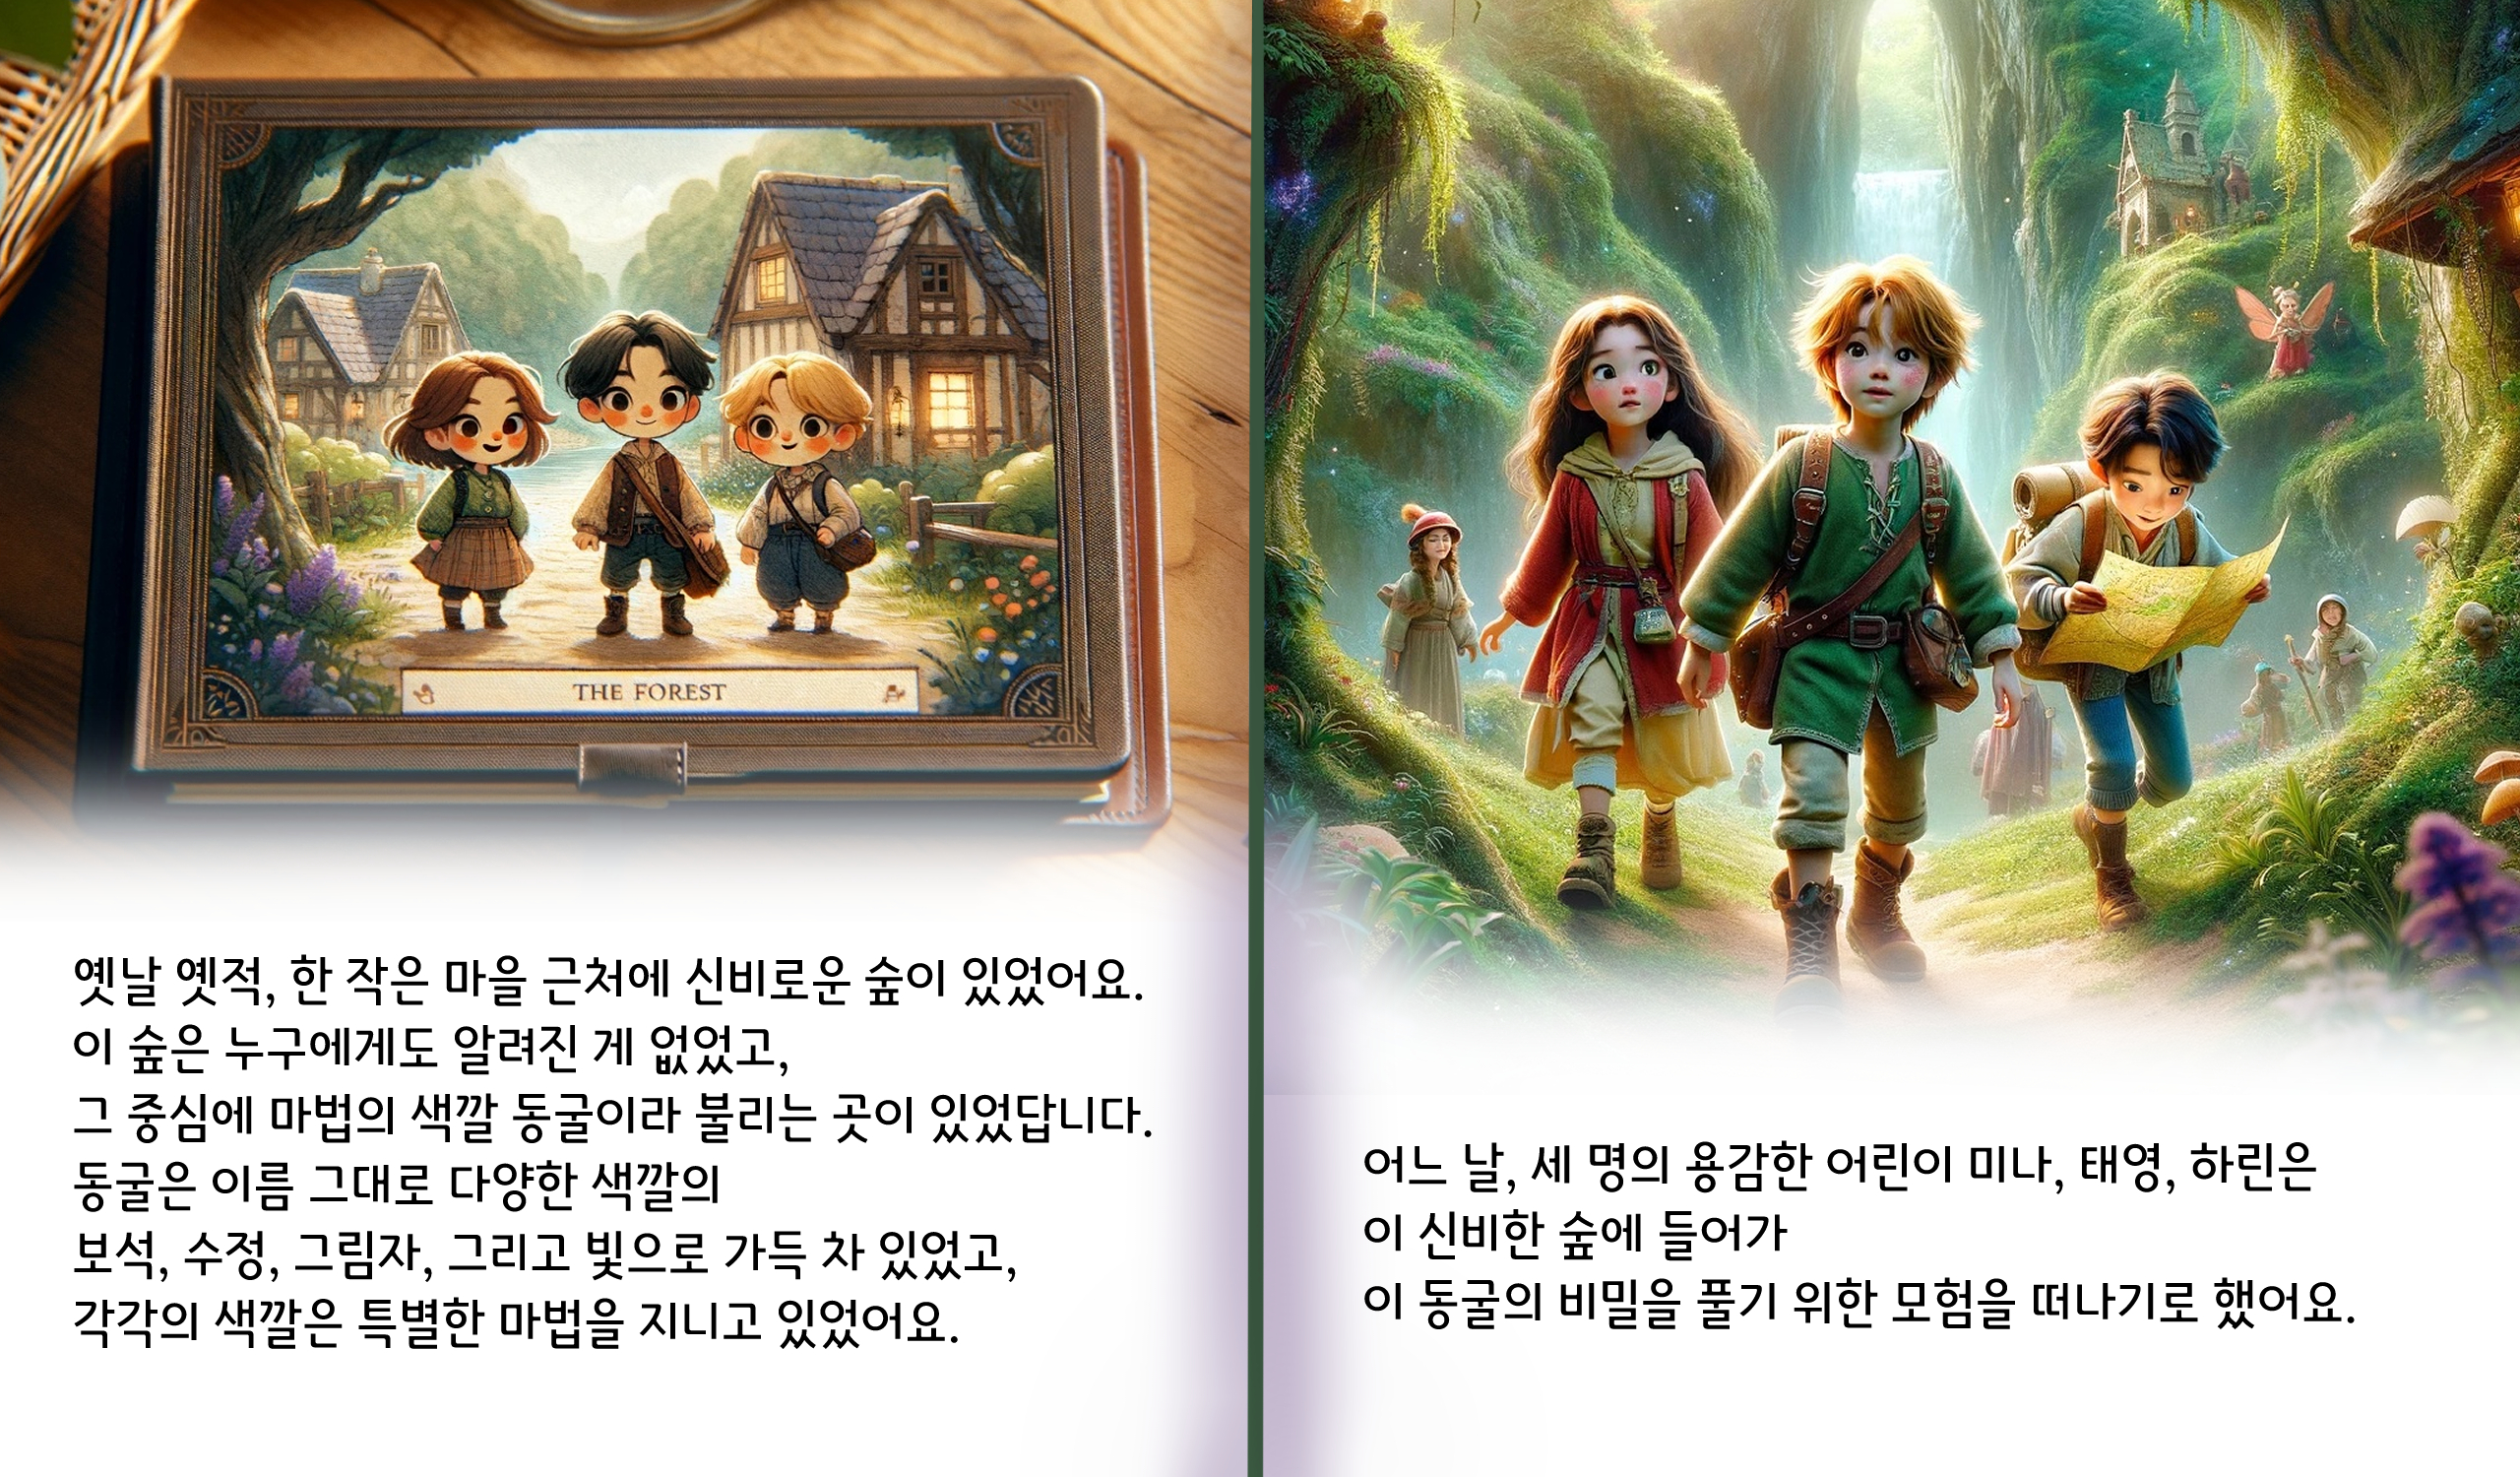 THE FOREST
옛날 옛적, 한 작은 마을 근처에 신비로운 숲이 있었어요.
이 숲은 누구에게도 알려진 게 없었고,
그 중심에 마법의 색깔 동굴이라 불리는 곳이 있었답니다.
동굴은 이름 그대로 다양한 색깔의
보석, 수정, 그림자, 그리고 빛으로 가득 차 있었고,
각각의 색깔은 특별한 마법을 지니고 있었어요.
어느 날, 세 명의 용감한 어린이 미나, 태영, 하린은
이 신비한 숲에 들어가
이 동굴의 비밀을 풀기 위한 모험을 떠나기로 했어요.